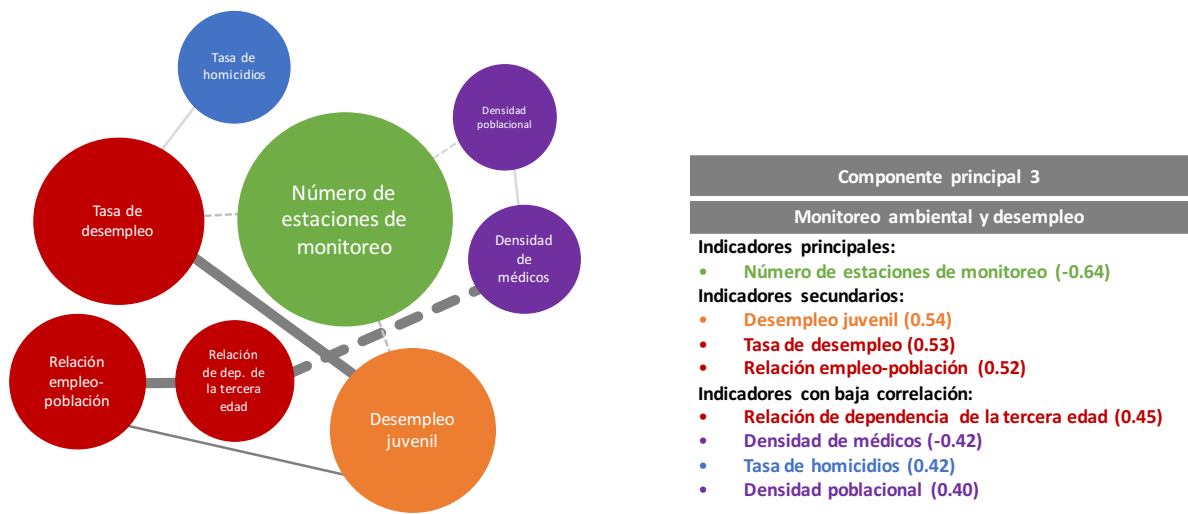 Tasa de
homicidios
Densidad
poblacional
Número de
estaciones de
monitoreo
Tasa de
desempleo
Densidad
de
médicos
Relación
empleo-
población
Relación
de dep. de
la tercera
edad
Desempleo
juvenil
Componente principal 3
Monitoreo ambiental y desempleo
Indicadores principales:
• Número de estaciones de monitoreo (-0.64)
Indicadores secundarios:
• Desempleo juvenil (0.54)
• Tasa de desempleo (0.53)
• Relación empleo-población (0.52)
Indicadores con baja correlación:
• Relación de dependencia de la tercera edad (0.45)
• Densidad de médicos (-0.42)
• Tasa de homicidios (0.42)
• Densidad poblacional (0.40)